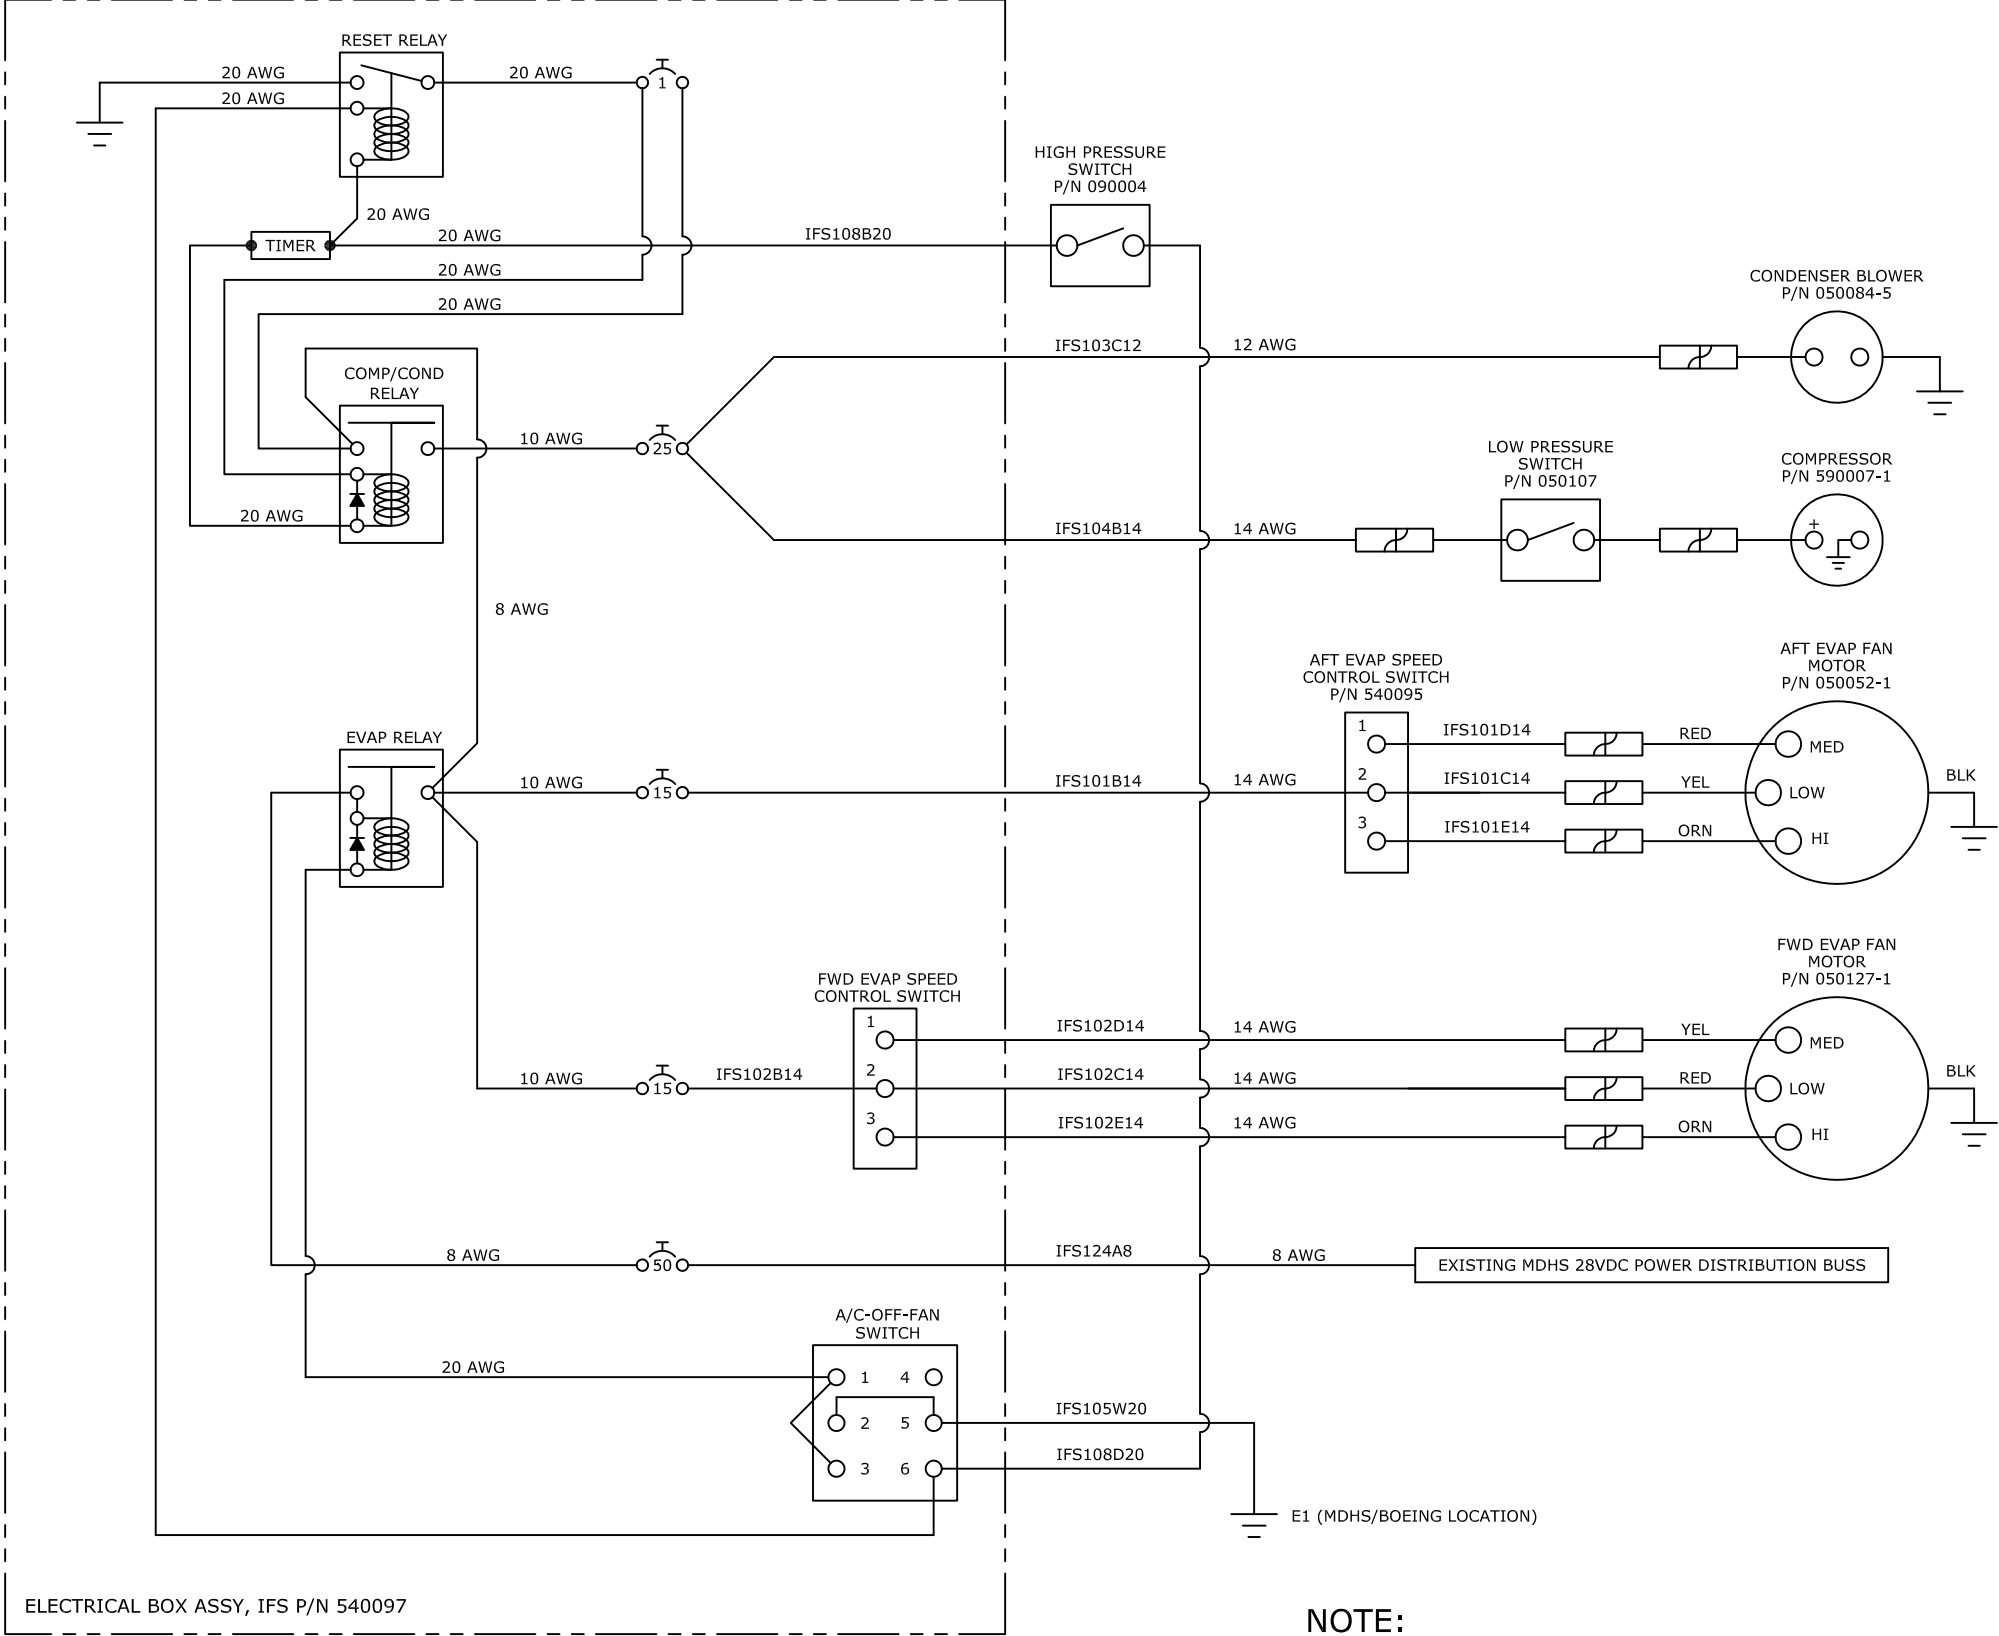 RESET RELAY
20 AWG
20 AWG
20 AWG
1
HIGH PRESSURE
SWITCH
P/N 090004
20 AWG
TIMER
20 AWG
IFS108B20
20 AWG
20 AWG
CONDENSER BLOWER
P/N 050084-5
IFS103C12
12 AWG
COMP/COND
RELAY
10 AWG
25
LOW PRESSURE
SWITCH
P/N 050107
COMPRESSOR
P/N 590007-1
20 AWG
IFS104B14
14 AWG
+
8 AWG
AFT EVAP SPEED
CONTROL SWITCH
P/N 540095
AFT EVAP FAN
MOTOR
P/N 050052-1
1
IFS101D14
RED
MED
EVAP RELAY
10 AWG
15
IFS101B14
14 AWG
2
IFS101C14
YEL
LOW
BLK
3
IFS101E14
ORN
HI
FWD EVAP FAN
MOTOR
P/N 050127-1
FWD EVAP SPEED
CONTROL SWITCH
1
IFS102D14
14 AWG
YEL
MED
10 AWG
15
IFS102B14
2
IFS102C14
14 AWG
RED
LOW
BLK
3
IFS102E14
14 AWG
ORN
HI
8 AWG
50
IFS124A8
8 AWG
EXISTING MDHS 28VDC POWER DISTRIBUTION BUSS
A/C-OFF-FAN
SWITCH
20 AWG
1 4
2 5
IFS105W20
3 6
IFS108D20
E1 (MDHS/BOEING LOCATION)
ELECTRICAL BOX ASSY, IFS P/N 540097
NOTE: